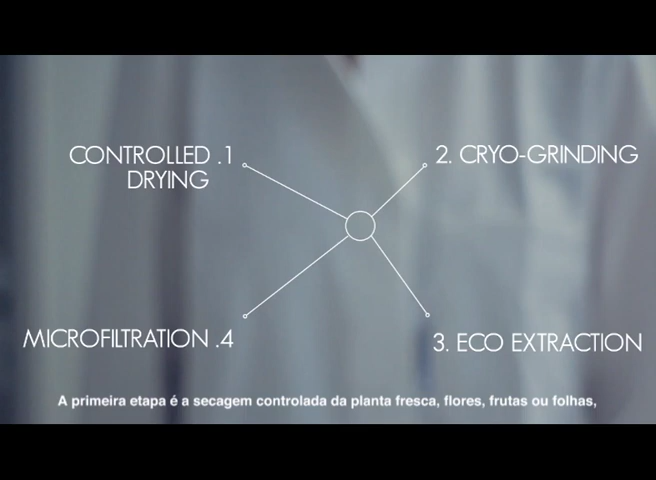 CONTROLLED .1
DRYING
2. CRYO-GRINDING
3. ECO EXTRACTION
MICROFILTRATION .4
A primeira etapa é a secagem controlada da planta fresca, flores, frutas ou folhas,